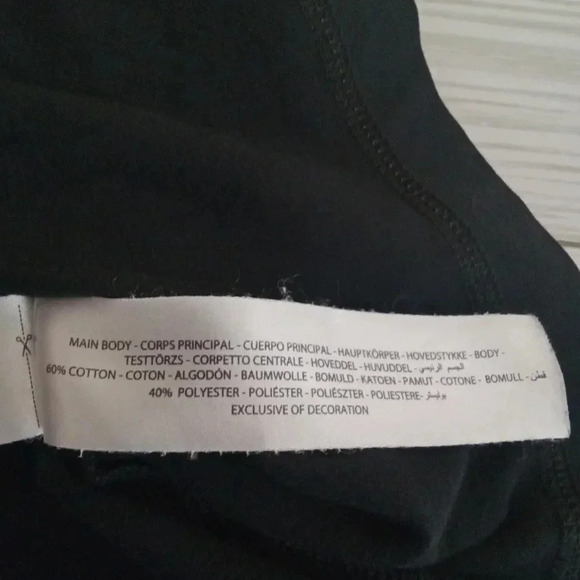 MAIN BODY - CORPS PRINCIPAL - CUERPO PRINCIPAL - HAUPTKÖRPER - HOVEDSTYKKE - BODY -
TESTTÖRZS - CORPETTO CENTRALE - HOVEDDEL - HUVUDDEL - الجسم الرئيسي
60% COTTON - COTON - ALGODÓN - BAUMWOLLE - BOMULD - KATOEN - PAMUT - COTONE - BOMULL - قطن
40% POLYESTER - POLIÉSTER - POLIÉSZTER - POLIESTERE - بوليستر
EXCLUSIVE OF DECORATION